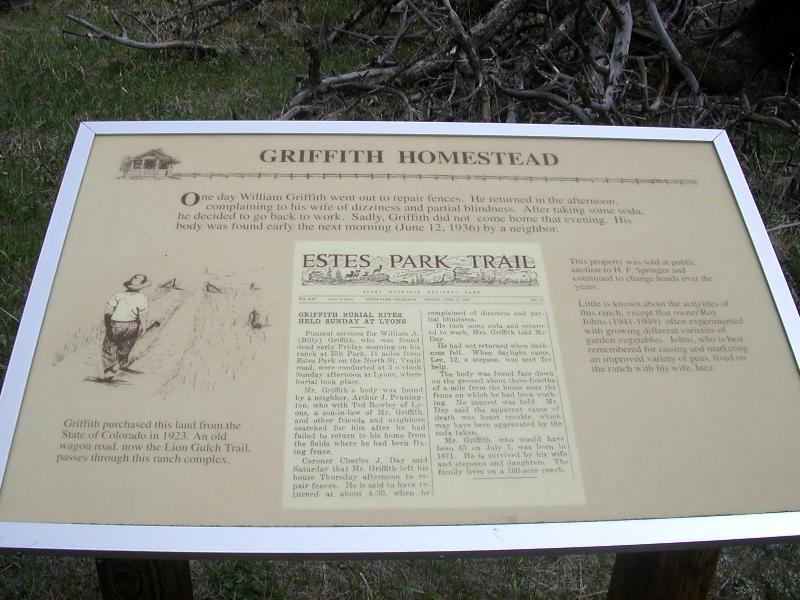 GRIFFITH HOMESTEAD
One day William Griffith went out to repair fences. He returned in the afternoon,
complaining to his wife of dizziness and partial blindness. After taking some soda,
he decided to go back to work. Sadly, Griffith did not come home that evening. His
body was found early the next morning (June 12, 1936) by a neighbor.
Griffith purchased this land from the
State of Colorado in 1923. An old
wagon road, now the Lion Gulch Trail,
passes through this ranch complex.
ESTES PARK TRAIL
ROCKY MOUNTAIN NATIONAL PARK
ESTES PARK, COLORADO
GRIFFITH BURIAL RITES
HELD SUNDAY AT LYONS
Funeral services for William A.
(Billy) Griffith, who was found
dead early Friday morning on his
ranch at Elk Park, 11 miles from
Estes Park on the North St. Vrain
road, were conducted at 3 o'clock
Sunday afternoon at Lyons, where
burial took place.
Mr. Griffith's body was found
by a neighbor, Arthur J. Penning-
ton, who with Ted Rowley of Ly-
ons, a son-in-law of Mr. Griffith,
and other friends and neighbors
searched for him after he had
failed to return to his home from
the fields where he had been fix-
ing fence.
Coroner Charles J. Day said
Saturday that Mr. Griffith left his
house Thursday afternoon to re-
pair fences. He is said to have re-
turned at about 4:30, when he
complained of dizziness and par-
tial blindness.
He took some soda and return-
ed to work, Mrs. Griffith told Mr.
Day.
He had not returned when dark-
ness fell. When daylight came,
Lee, 12, a stepson, was sent for
help.
The body was found face down
on the ground about three-fourths
of a mile from the house near the
fence on which he had been work-
ing. No inquest was held. Mr.
Day said the apparent cause of
death was heart trouble, which
may have been aggravated by the
soda taken.
Mr. Griffith, who would have
been 65 on July 1, was born in
1871. He is survived by his wife
and stepsons and daughters. The
family lives on a 160-acre ranch.
This property was sold at public
auction to H. F. Springer and
continued to change hands over the
years.
Little is known about the activities of
this ranch, except that owner Roy
Johns (1941-1949) often experimented
with growing different varieties of
garden vegetables. Johns, who is best
remembered for raising and marketing
an improved variety of peas, lived on
the ranch with his wife, Inez.